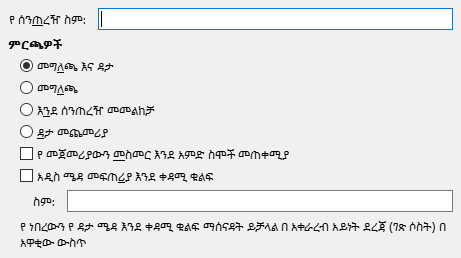 የ ሰንጠረዥ ስም:
ምርጫዎች
መግለጫ እና ዳታ
መግለጫ
እንደ ሰንጠረዥ መመልከቻ
ዳታ መጨመሪያ
የ መጀመሪያውን መስመር እንደ አምድ ስሞች መጠቀሚያ
አዲስ ሜዳ መፍጠሪያ እንደ ቀዳሚ ቁልፍ
ስም:
የ ነበረውን የ ዳታ ሜዳ እንደ ቀዳሚ ቁልፍ ማሰናዳት ይቻላል በ አቀራረብ አይነት ደረጃ (ገጽ ሶስት) በ
አዋቂው ውስጥ